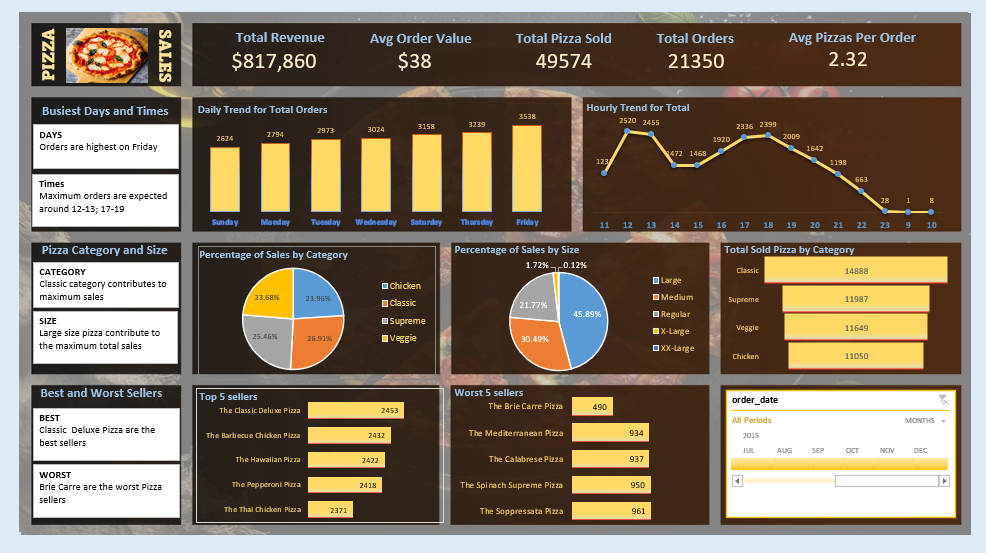 PIZZA
SALES
Total Revenue
$817,860
Avg Order Value
$38
Total Pizza Sold
49574
Total Orders
21350
Avg Pizzas Per Order
2.32
Busiest Days and Times
DAYS
Orders are highest on Friday
Times
Maximum orders are expected
around 12-13; 17-19
Daily Trend for Total Orders
2624
2794
2973
3024
3158
3239
3538
Sunday
Monday
Tuesday
Wednesday
Saturday
Thursday
Friday
Hourly Trend for Total
2520
2455
1472
1468
1920
2336
2399
2009
1642
1198
663
28
1
8
11
12
13
14
15
16
17
18
19
20
21
22
23
9
10
Pizza Category and Size
CATEGORY
Classic category contributes to
maximum sales
SIZE
Large size pizza contribute to
the maximum total sales
Percentage of Sales by Category
23.68%
23.96%
25.46%
26.91%
Chicken
Classic
Supreme
Veggie
Percentage of Sales by Size
1.72%
0.12%
21.77%
45.89%
30.49%
Large
Medium
Regular
X-Large
XX-Large
Total Sold Pizza by Category
Classic
14888
Supreme
11987
Veggie
11649
Chicken
11050
Best and Worst Sellers
BEST
Classic Deluxe Pizza are the
best sellers
WORST
Brie Carre are the worst Pizza
sellers
Top 5 sellers
The Classic Deluxe Pizza
2453
The Barbecue Chicken Pizza
2432
The Hawaiian Pizza
2422
The Pepperoni Pizza
2418
The Thai Chicken Pizza
2371
Worst 5 sellers
The Brie Carre Pizza
490
The Mediterranean Pizza
934
The Calabrese Pizza
937
The Spinach Supreme Pizza
950
The Soppressata Pizza
961
order_date
All Periods
MONTHS
2015
JUL
AUG
SEP
OCT
NOV
DEC